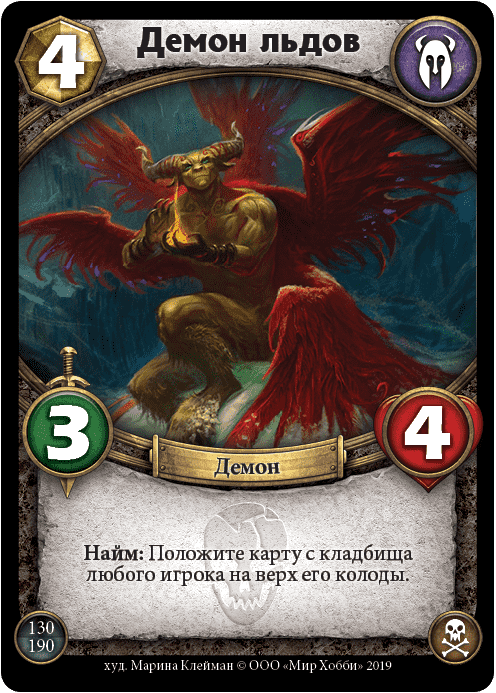 4
Демон льдов
3
4
Демон
Найм: Положите карту с кладбища
любого игрока на верх его колоды.
130
190
худ. Марина Клейман © ООО «Мир Хобби» 2019